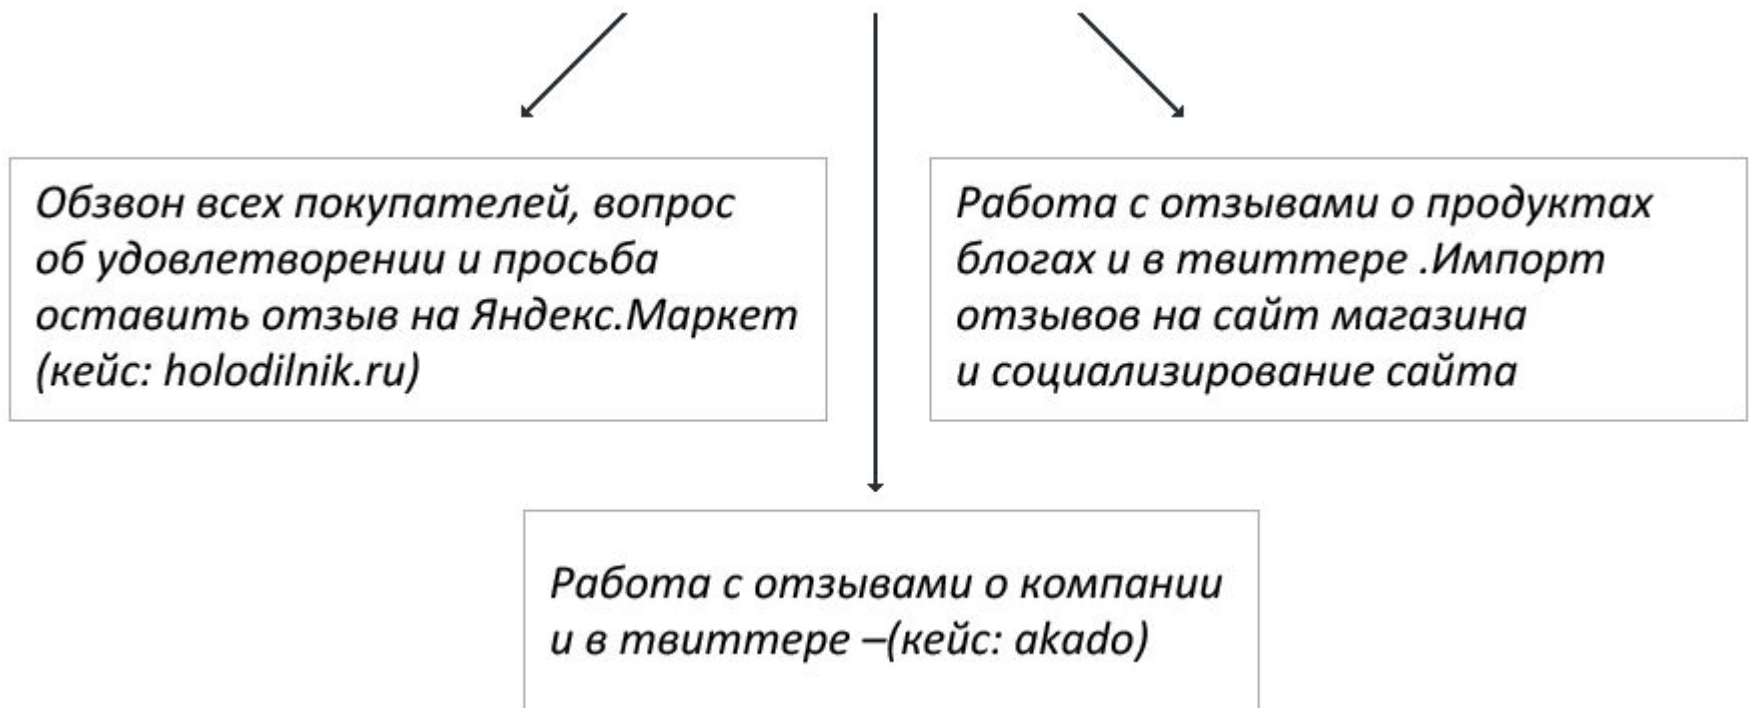 Обзвон всех покупателей, вопрос
об удовлетворении и просьба
оставить отзыв на Яндекс.Маркет
(кейс: holodilnik.ru)
Работа с отзывами о продуктах
блогах и в твиттере .Импорт
отзывов на сайт магазина
и социализирование сайта
Работа с отзывами о компании
и в твиттере –(кейс: akado)